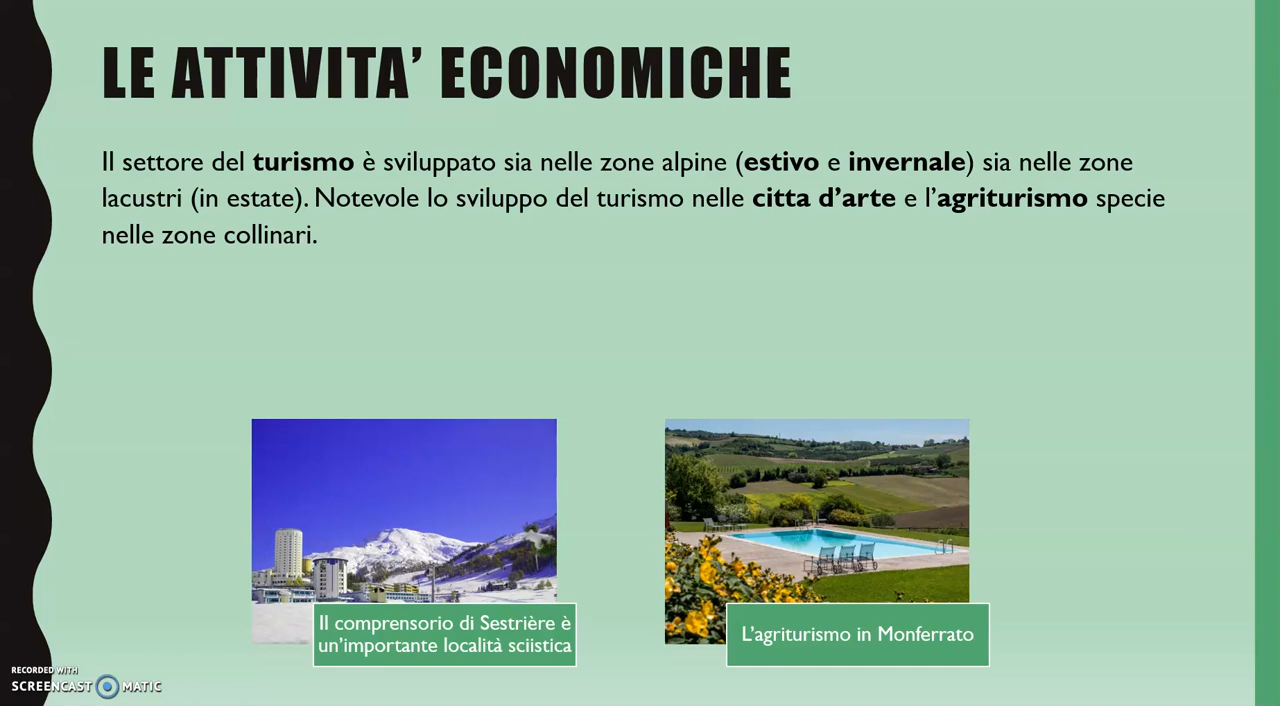 LE ATTIVITA’ ECONOMICHE
Il settore del turismo è sviluppato sia nelle zone alpine (estivo e invernale) sia nelle zone
lacustri (in estate). Notevole lo sviluppo del turismo nelle citta d’arte e l’agriturismo specie
nelle zone collinari.
Il comprensorio di Sestrière è
un’importante località sciistica
L’agriturismo in Monferrato
RECORDED WITH
SCREENCAST MATIC